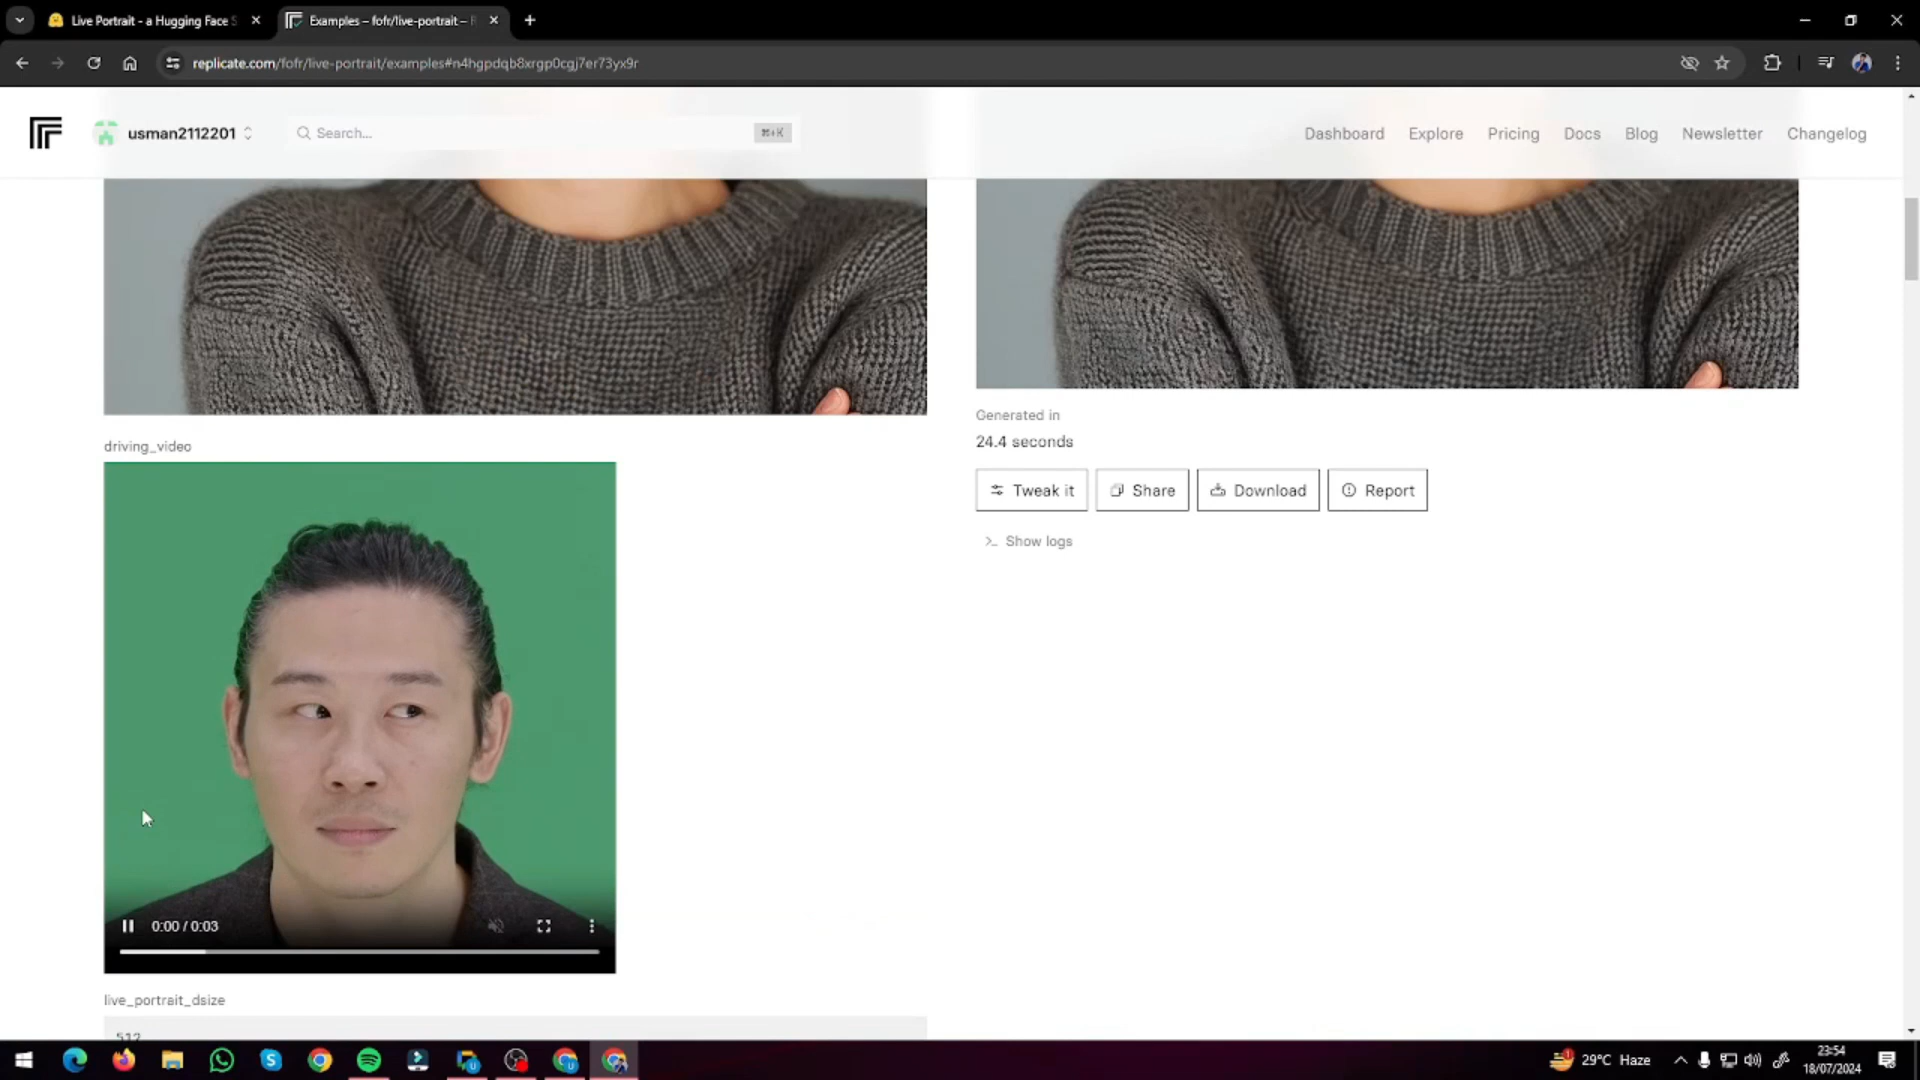 Live Portrait - a Hugging Face S
Examples – fofr/live-portrait – R
replicate.com/fofr/live-portrait/examples#n4hgpdqb8xrgp0cgj7er73yx9r
usman2112201
Search...
⌘+K
Dashboard
Explore
Pricing
Docs
Blog
Newsletter
Changelog
Generated in
24.4 seconds
Tweak it
Share
Download
Report
>_ Show logs
driving_video
0:00 / 0:03
live_portrait_dsize
512
29°C Haze
23:54
18/07/2024